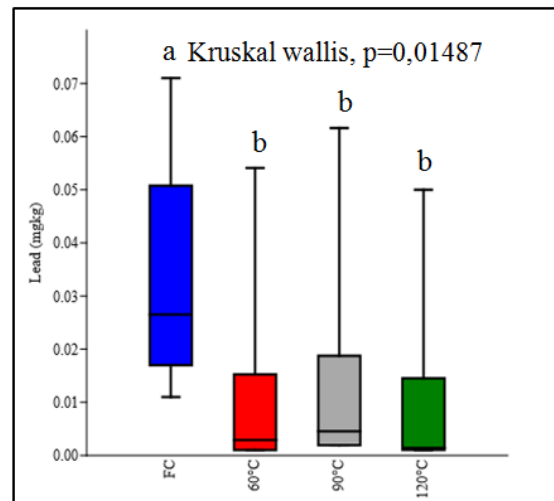 a Kruskal wallis, p=0,01487
b
b
b
0.07
0.06
0.05
0.04
0.03
0.02
0.01
0.00
Lead (mgkg)
FC
60°C
90°C
120°C